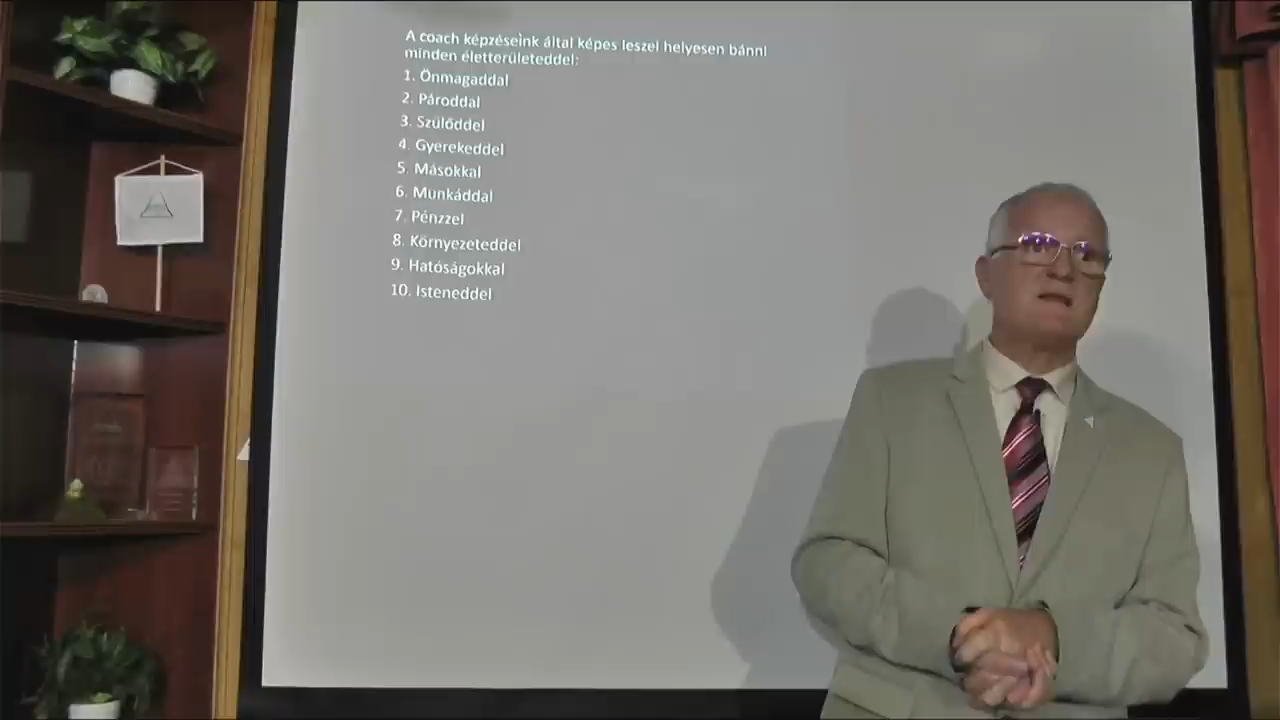 A coach képzéseink által képes leszel helyesen bánni
minden életterületeddel:
1. Önmagaddal
2. Pároddal
3. Szülőddel
4. Gyerekeddel
5. Másokkal
6. Munkáddal
7. Pénzzel
8. Környezeteddel
9. Hatóságokkal
10. Isteneddel